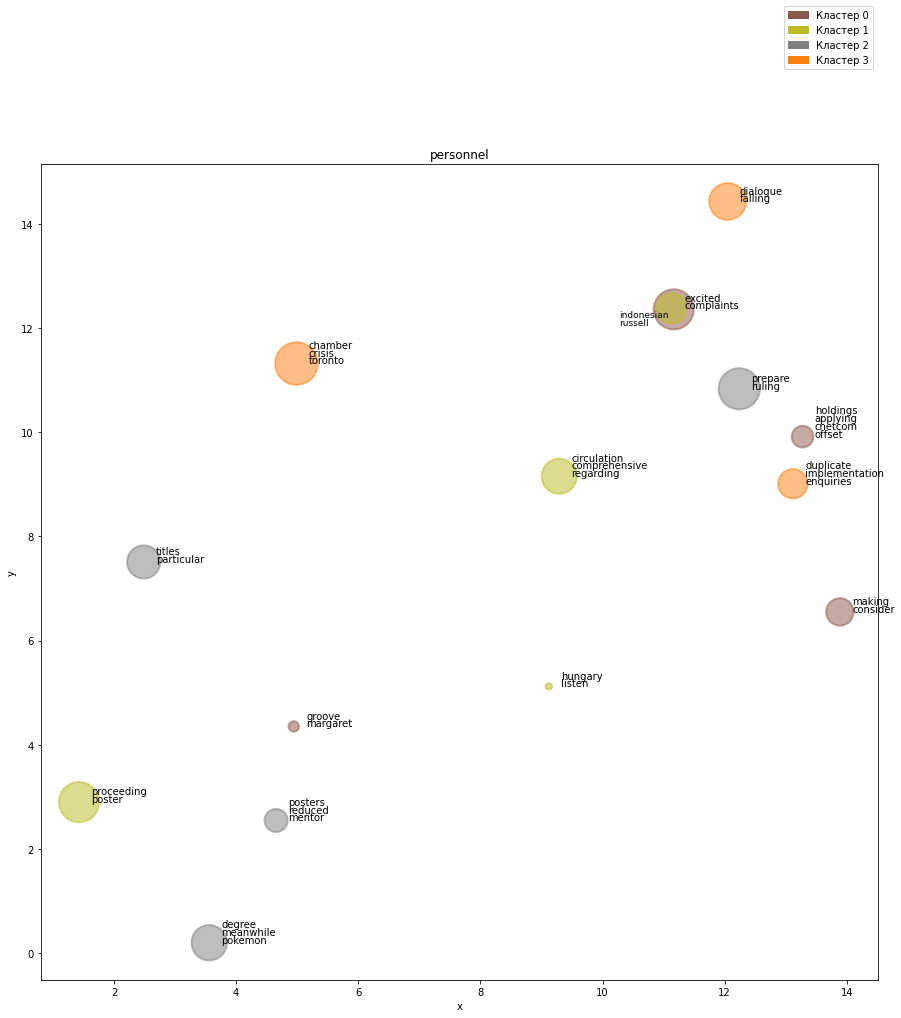 Кластер 0
Кластер 1
Кластер 2
Кластер 3
personnel
dialogue
falling
excited
complaints
indonesian
russell
chamber
crisis
toronto
prepare
ruling
holdings
applying
chetcom
offset
circulation
comprehensive
regarding
duplicate
implementation
enquiries
titles
particular
making
consider
hungary
listen
groove
margaret
proceeding
poster
posters
reduced
mentor
degree
meanwhile
pokemon
14
12
10
8
6
4
2
0
y
2
4
6
8
10
12
14
x